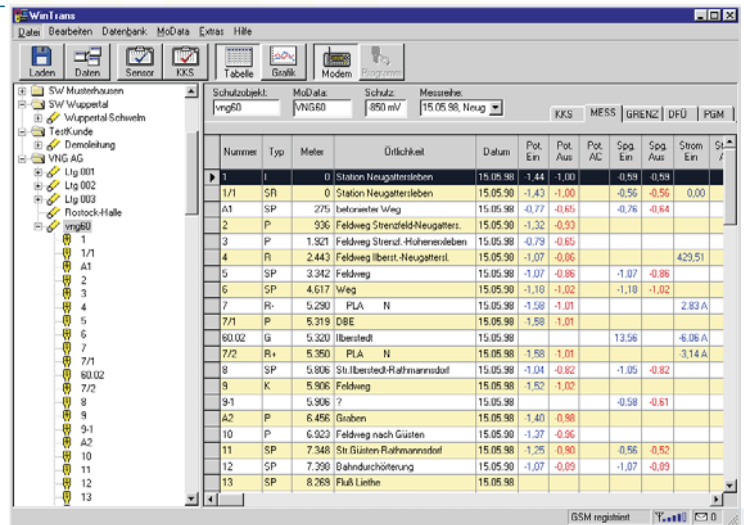 WinTrans
Datei Bearbeiten Datenbank MoData Extras Hilfe
Laden Daten Sensor KKS Tabelle Grafik Modem Programm
SW Musterhausen
SW Wuppertal
Wuppertal-Schwelm
TestKunde
Demoleitung
VNG AG
Ltg 001
Ltg 002
Ltg 003
Rostock-Halle
vng60
1
1/1
A1
2
3
4
5
6
7
7/1
60.02
7/2
8
9
9-1
A2
10
11
12
13
Schutzobjekt: MoData: Schutz: Messreihe:
vng60 VNG60 -850 mV 15.05.98, Neug
KKS MESS GRENZ DFÜ PGM
Nummer Typ Meter Örtlichkeit Datum Pot. Ein Pot. Aus Pot. AC Spg. Ein Spg. Aus Strom Ein
1 I 0 Station Neugattersleben 15.05.98 -1,44 -1,00 -0,59 -0,59
1/1 SR 0 Station Neugattersleben 15.05.98 -1,43 -1,00 -0,56 -0,56 0,00
A1 SP 275 betonierter Weg 15.05.98 -0,77 -0,65 -0,76 -0,64
2 P 936 Feldweg Strenzfeld-Neugatters. 15.05.98 -1,32 -0,93
3 P 1.921 Feldweg Strenzf.-Hohenerxleben 15.05.98 -0,79 -0,65
4 R 2.443 Feldweg Ilberst.-Neugattersl. 15.05.98 -1,07 -0,86 429,51
5 SP 3.342 Feldweg 15.05.98 -1,07 -0,86 -1,07 -0,86
6 SP 4.617 Weg 15.05.98 -1,18 -1,02 -1,18 -1,02
7 R- 5.290 PLA N 15.05.98 -1,58 -1,01 2,83 A
7/1 P 5.319 DBE 15.05.98 -1,58 -1,01
60.02 G 5.320 Ilberstedt 15.05.98 13,56 -6,06 A
7/2 R+ 5.350 PLA N 15.05.98 -1,58 -1,01 -3,14 A
8 SP 5.806 Str.Ilberstedt-Rathmannsdorf 15.05.98 -1,04 -0,82 -1,05 -0,82
9 K 5.906 Feldweg 15.05.98 -1,52 -1,02
9-1 5.906 ? 15.05.98 -0,58 -0,61
A2 P 6.456 Graben 15.05.98 -1,40 -0,98
10 P 6.923 Feldweg nach Güsten 15.05.98 -1,37 -0,96
11 SP 7.348 Str.Güsten-Rathmannsdorf 15.05.98 -1,25 -0,90 -0,56 -0,52
12 SP 7.398 Bahndurchörterung 15.05.98 -1,07 -0,89 -1,07 -0,89
13 SP 8.269 Fluß Liethe 15.05.98
GSM registriert 0